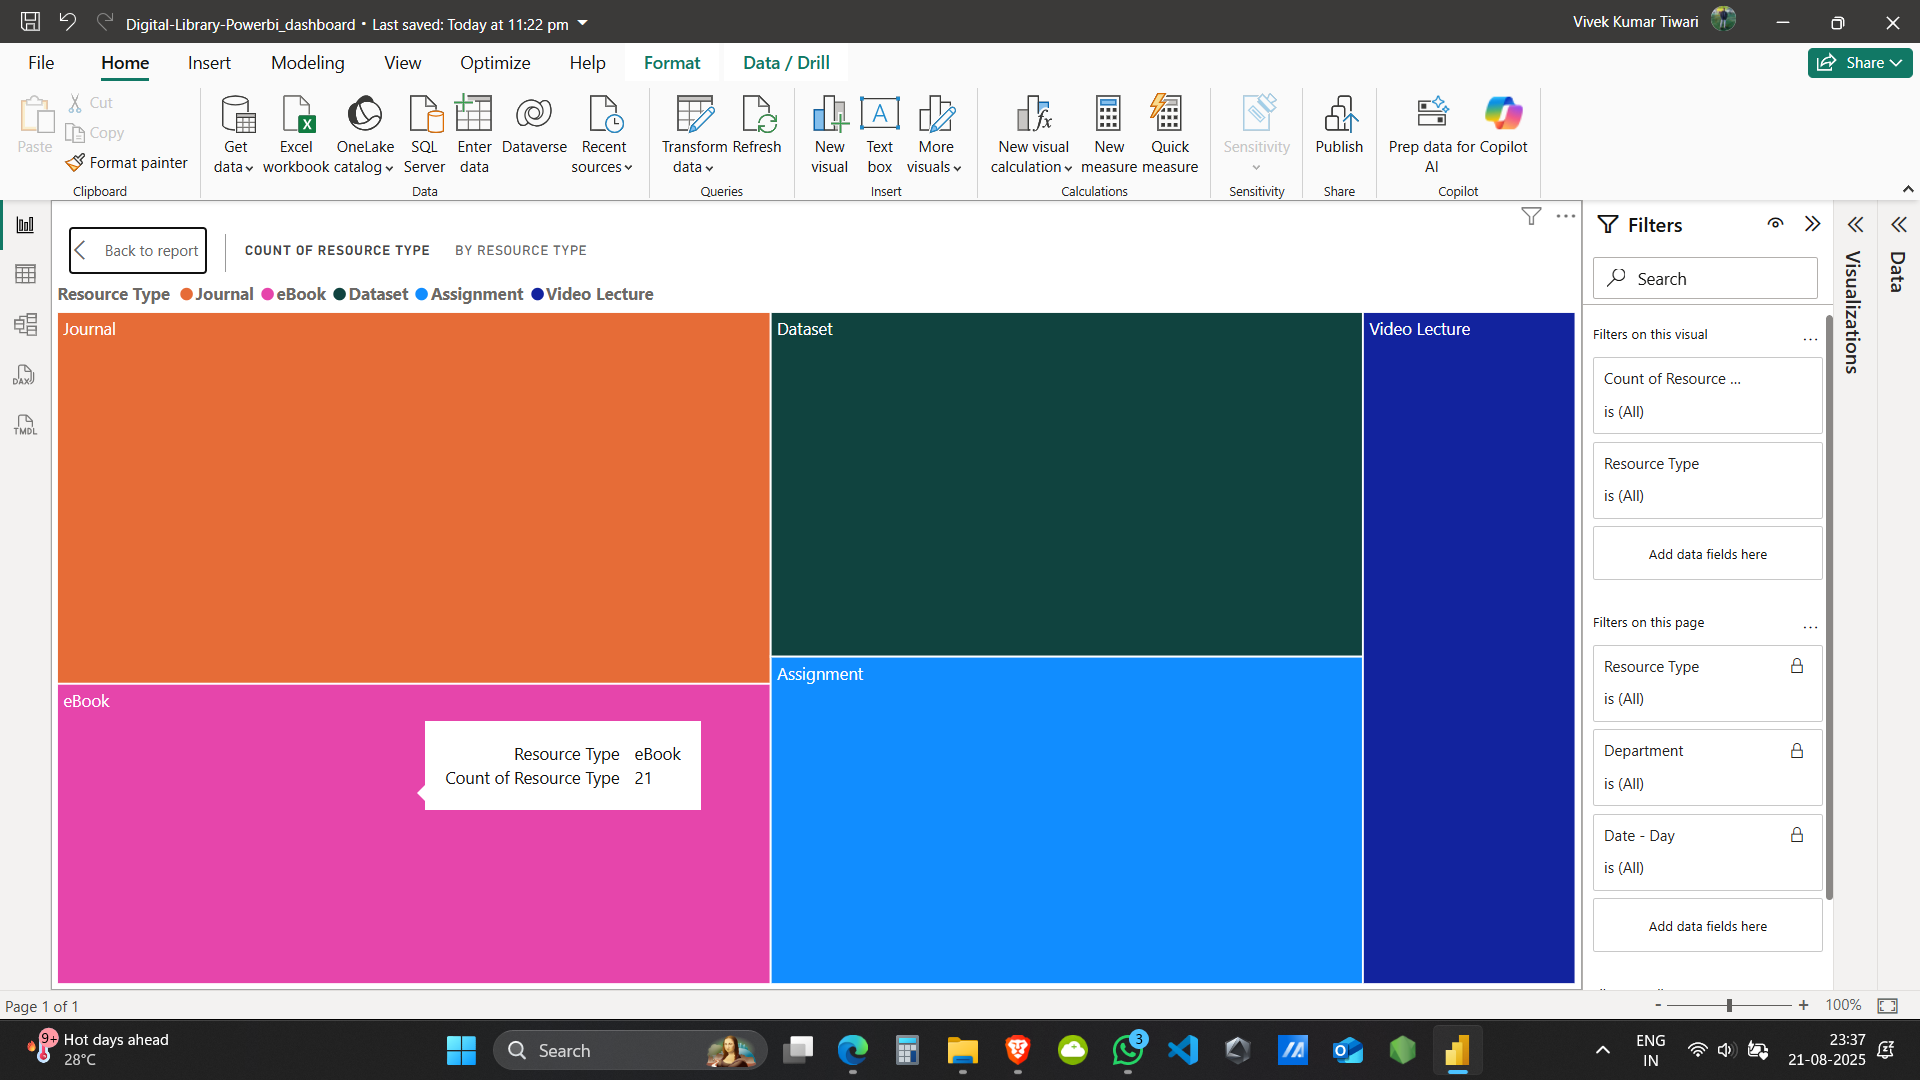 Digital-Library-Powerbi_dashboard • Last saved: Today at 11:22 pm
Vivek Kumar Tiwari
File Home Insert Modeling View Optimize Help Format Data / Drill
Share
Paste
Cut
Copy
Format painter
Clipboard
Get data
Excel workbook
OneLake catalog
SQL Server
Enter data
Dataverse
Recent sources
Data
Transform data
Refresh
Queries
New visual
Text box
More visuals
Insert
New visual calculation
New measure
Quick measure
Calculations
Sensitivity
Sensitivity
Publish
Share
Prep data for AI
Copilot
Copilot
DAX
TMDL
Back to report
COUNT OF RESOURCE TYPE BY RESOURCE TYPE
Resource Type Journal eBook Dataset Assignment Video Lecture
Journal
Dataset
Video Lecture
eBook
Assignment
Resource Type eBook
Count of Resource Type 21
Filters
Search
Filters on this visual ...
Count of Resource ...
is (All)
Resource Type
is (All)
Add data fields here
Filters on this page ...
Resource Type
is (All)
Department
is (All)
Date - Day
is (All)
Add data fields here
Visualizations
Data
Page 1 of 1
- + 100%
9+
Hot days ahead
28°C
Search
3
ENG
IN
23:37
21-08-2025